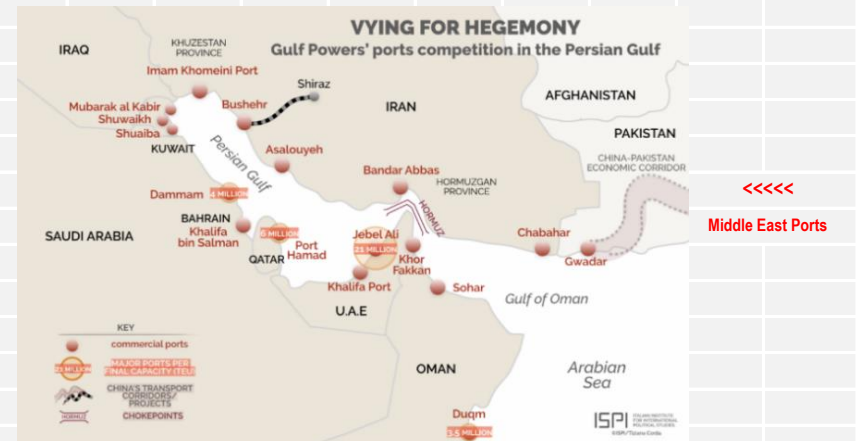 VYING FOR HEGEMONY
Gulf Powers' ports competition in the Persian Gulf
IRAQ
KHUZESTAN
PROVINCE
Imam Khomeini Port
Shiraz
Mubarak al Kabir
Shuwaikh
Shuaiba
KUWAIT
Bushehr
IRAN
AFGHANISTAN
PAKISTAN
CHINA-PAKISTAN
ECONOMIC CORRIDOR
Persian Gulf
Asalouyeh
Bandar Abbas
HORMUZGAN
PROVINCE
HORMUZ
Dammam
4 MILLION
BAHRAIN
Khalifa
bin Salman
SAUDI ARABIA
6 MILLION
QATAR
Port
Hamad
Jebel Ali
21 MILLION
Khor
Fakkan
Khalifa Port
Chabahar
Gwadar
Sohar
Gulf of Oman
U.A.E
OMAN
Arabian
Sea
Duqm
3.5 MILLION
KEY
commercial ports
22 MILLION
MAJOR PORTS PER
FINAL CAPACITY (TEU)
CHINA'S TRANSPORT
CORRIDORS/
PROJECTS
HORMUZ
CHOKEPOINTS
ISPI
ITALIAN INSTITUTE
FOR INTERNATIONAL
POLITICAL STUDIES
<<<<<
Middle East Ports